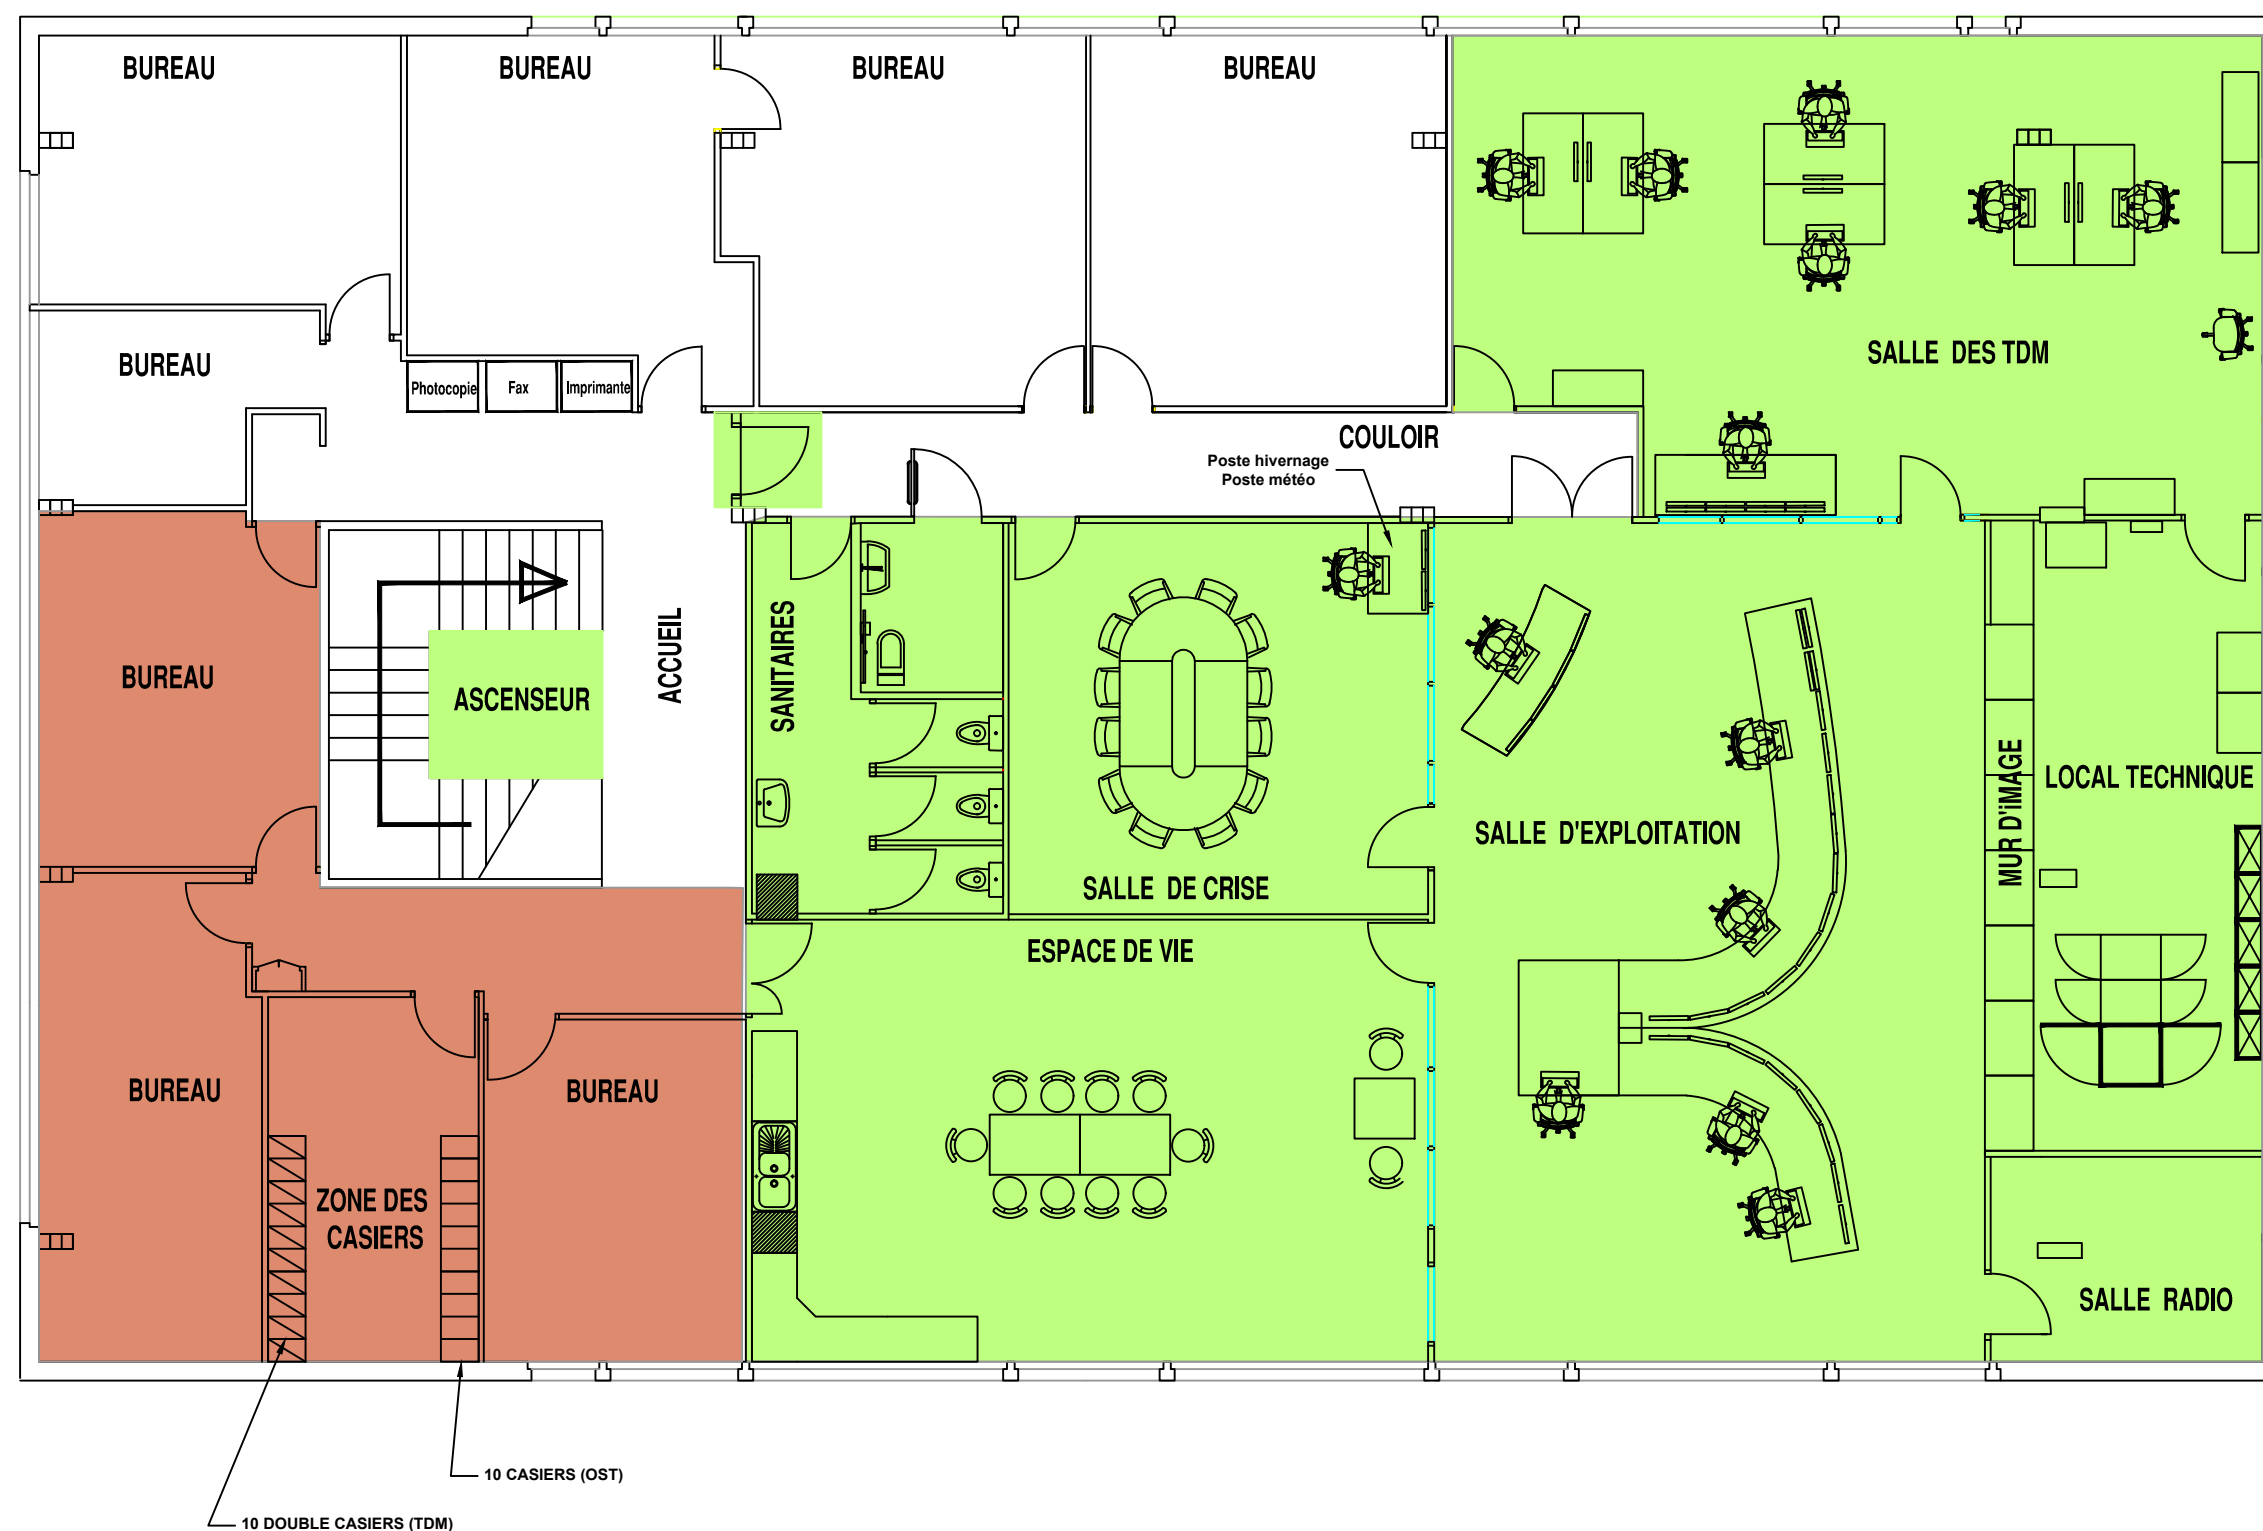 BUREAU
BUREAU
BUREAU
BUREAU
SALLE DES TDM
BUREAU
Photocopie
Fax
Imprimante
COULOIR
Poste hivernage
Poste météo
BUREAU
ASCENSEUR
ACCUEIL
SANITAIRES
SALLE DE CRISE
SALLE D'EXPLOITATION
MUR D'iMAGE
LOCAL TECHNIQUE
ESPACE DE VIE
BUREAU
ZONE DES
CASIERS
BUREAU
SALLE RADIO
10 CASIERS (OST)
10 DOUBLE CASIERS (TDM)